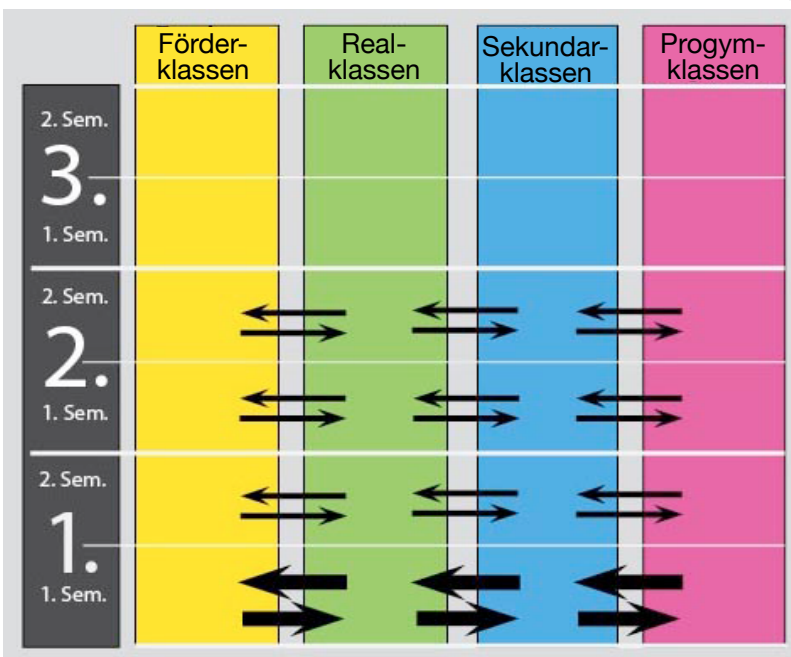 Förder-
klassen
Real-
klassen
Sekundar-
klassen
Progym-
klassen
2. Sem.
3.
1. Sem.
2. Sem.
2.
1. Sem.
2. Sem.
1.
1. Sem.